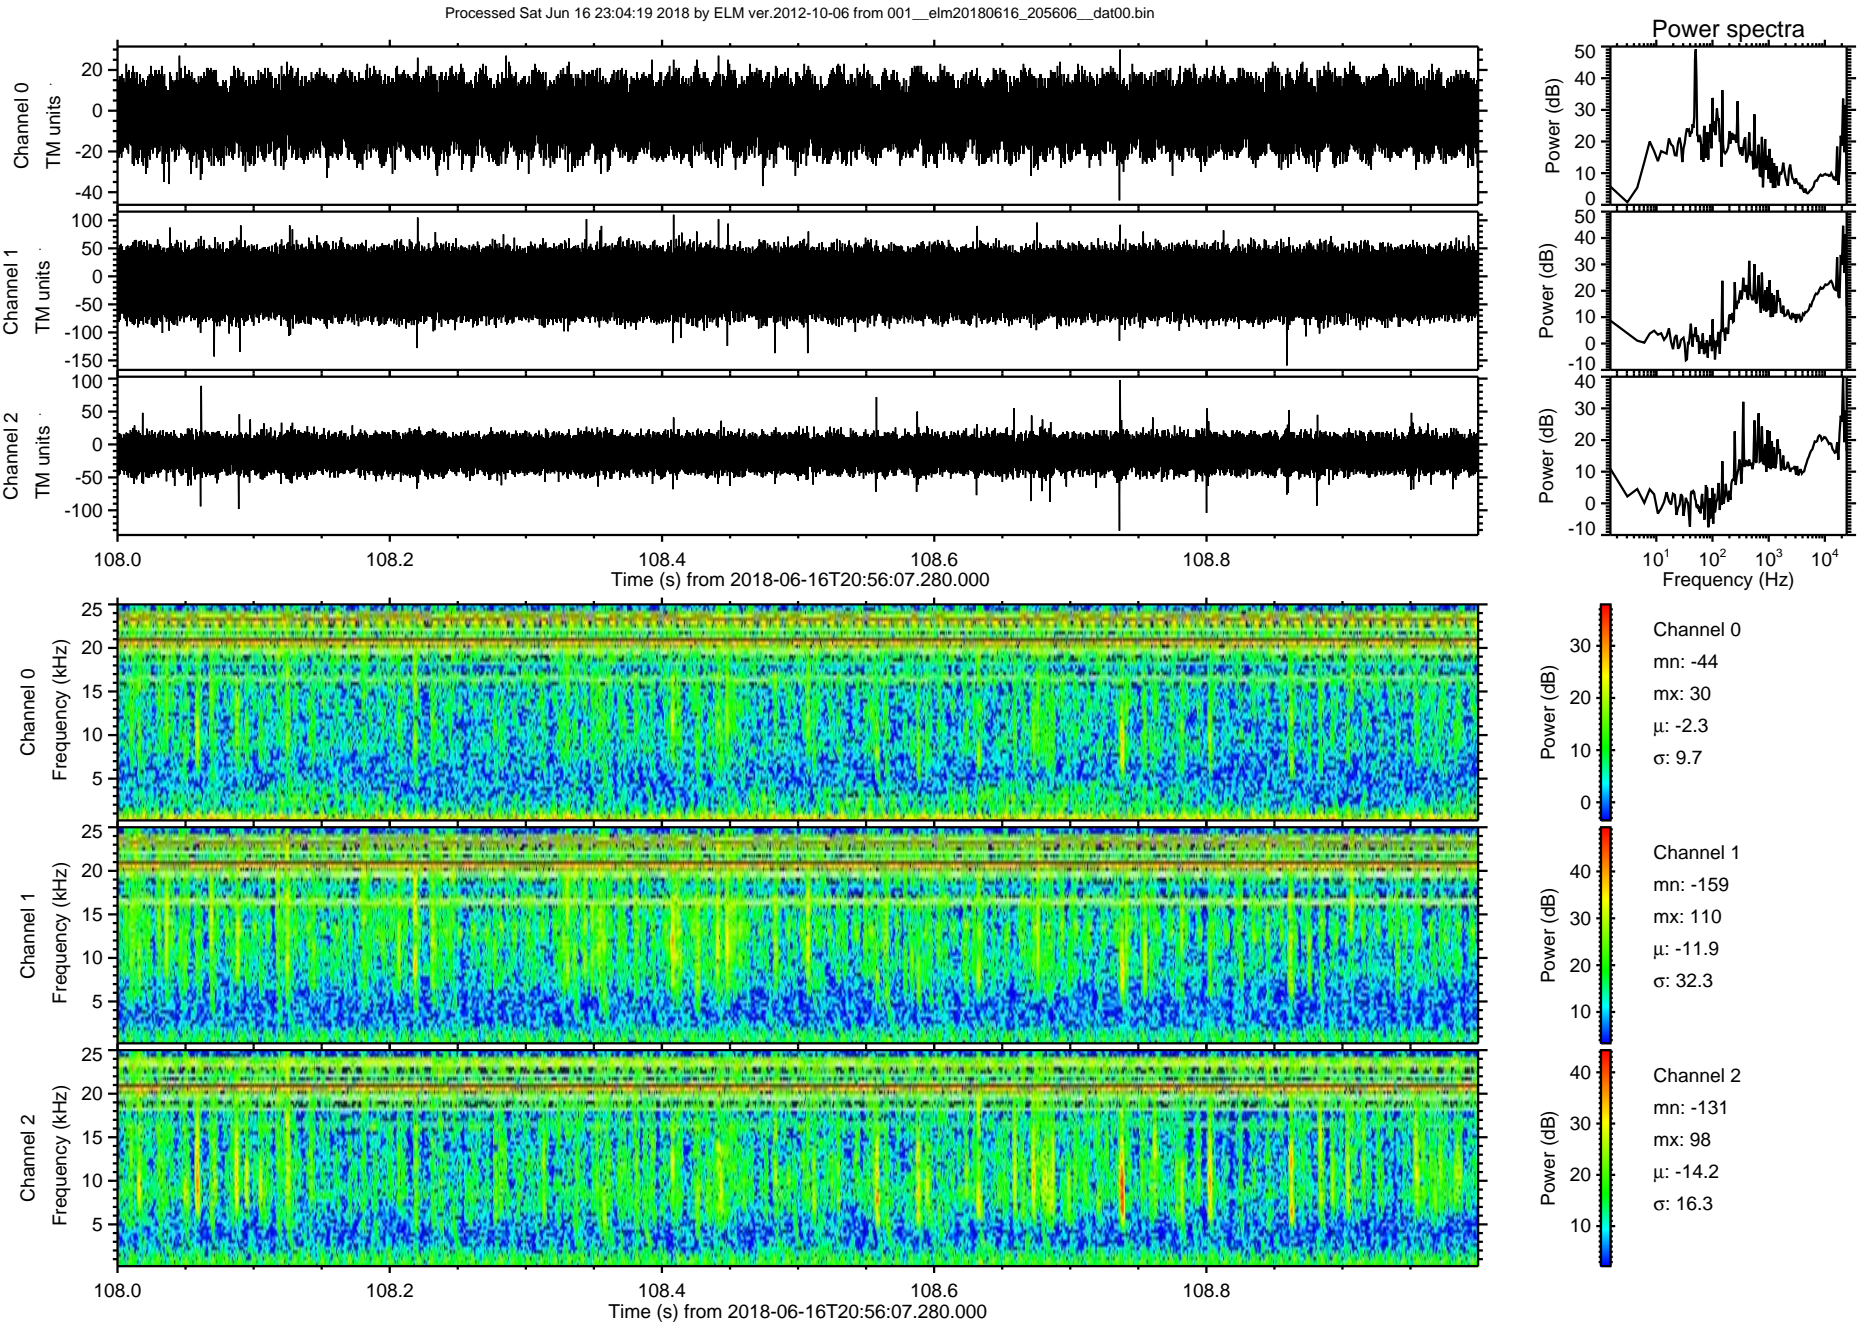 Processed Sat Jun 16 23:04:19 2018 by ELM ver.2012-10-06 from 001__elm20180616_205606__dat00.bin
Power spectra
Channel 0
TM units
20
0
-20
-40
Power (dB)
50
40
30
20
10
0
Channel 1
TM units
100
50
0
-50
-100
-150
Power (dB)
50
40
30
20
10
0
-10
Channel 2
TM units
100
50
0
-50
-100
Power (dB)
40
30
20
10
0
-10
108.0 108.2 108.4 108.6 108.8
Time (s) from 2018-06-16T20:56:07.280.000
10^1 10^2 10^3 10^4
Frequency (Hz)
Channel 0
Frequency (kHz)
25
20
15
10
5
Power (dB)
30
20
10
0
Channel 0
mn: -44
mx: 30
μ: -2.3
σ: 9.7
Channel 1
Frequency (kHz)
25
20
15
10
5
Power (dB)
40
30
20
10
Channel 1
mn: -159
mx: 110
μ: -11.9
σ: 32.3
Channel 2
Frequency (kHz)
25
20
15
10
5
Power (dB)
40
30
20
10
Channel 2
mn: -131
mx: 98
μ: -14.2
σ: 16.3
108.0 108.2 108.4 108.6 108.8
Time (s) from 2018-06-16T20:56:07.280.000